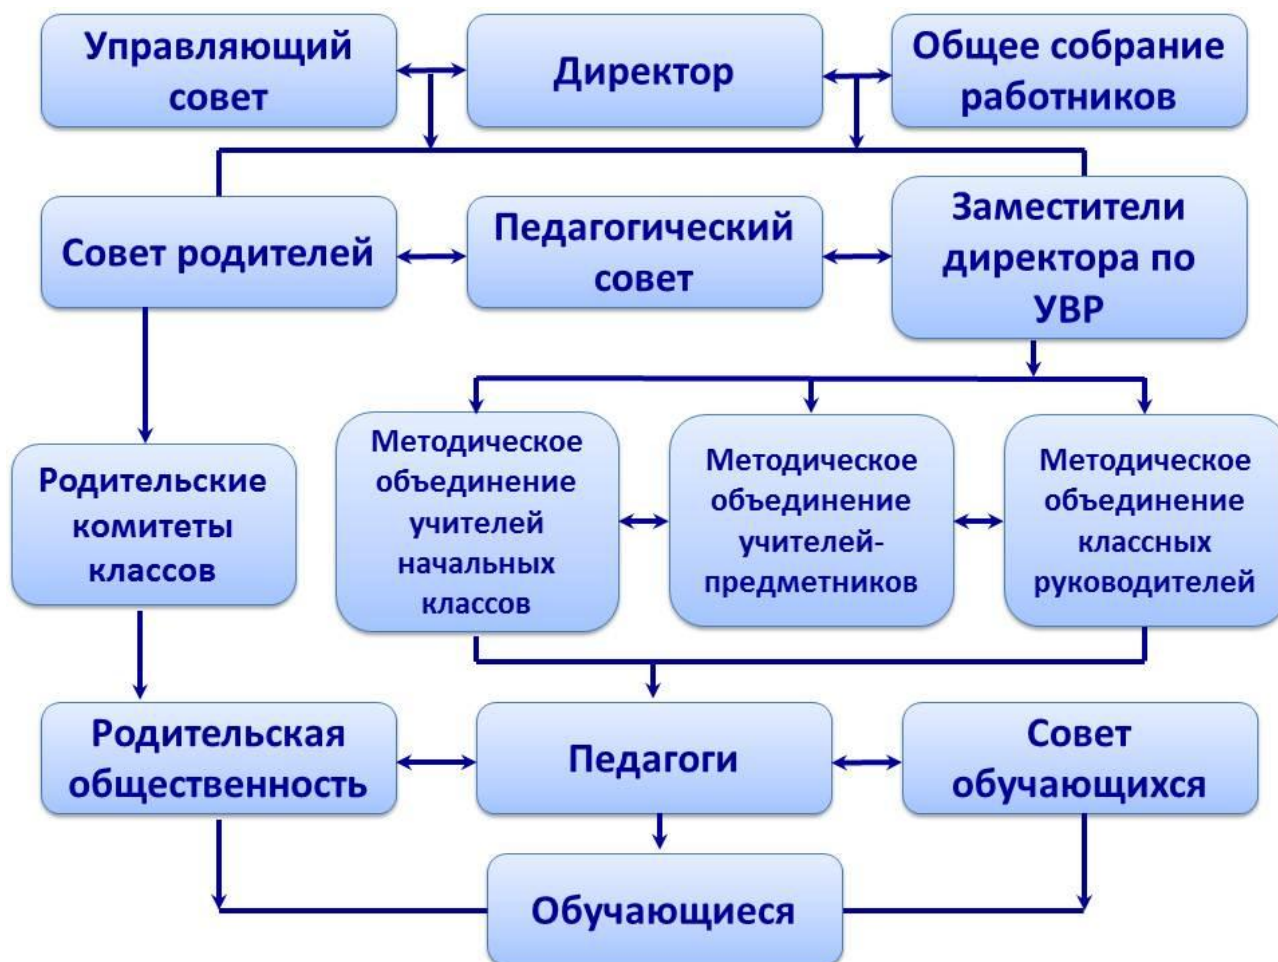 Управляющий
совет
Директор
Общее собрание
работников
Совет родителей
Педагогический
совет
Заместители
директора по
УВР
Родительские
комитеты
классов
Методическое
объединение
учителей
начальных
классов
Методическое
объединение
учителей-
предметников
Методическое
объединение
классных
руководителей
Родительская
общественность
Педагоги
Совет
обучающихся
Обучающиеся